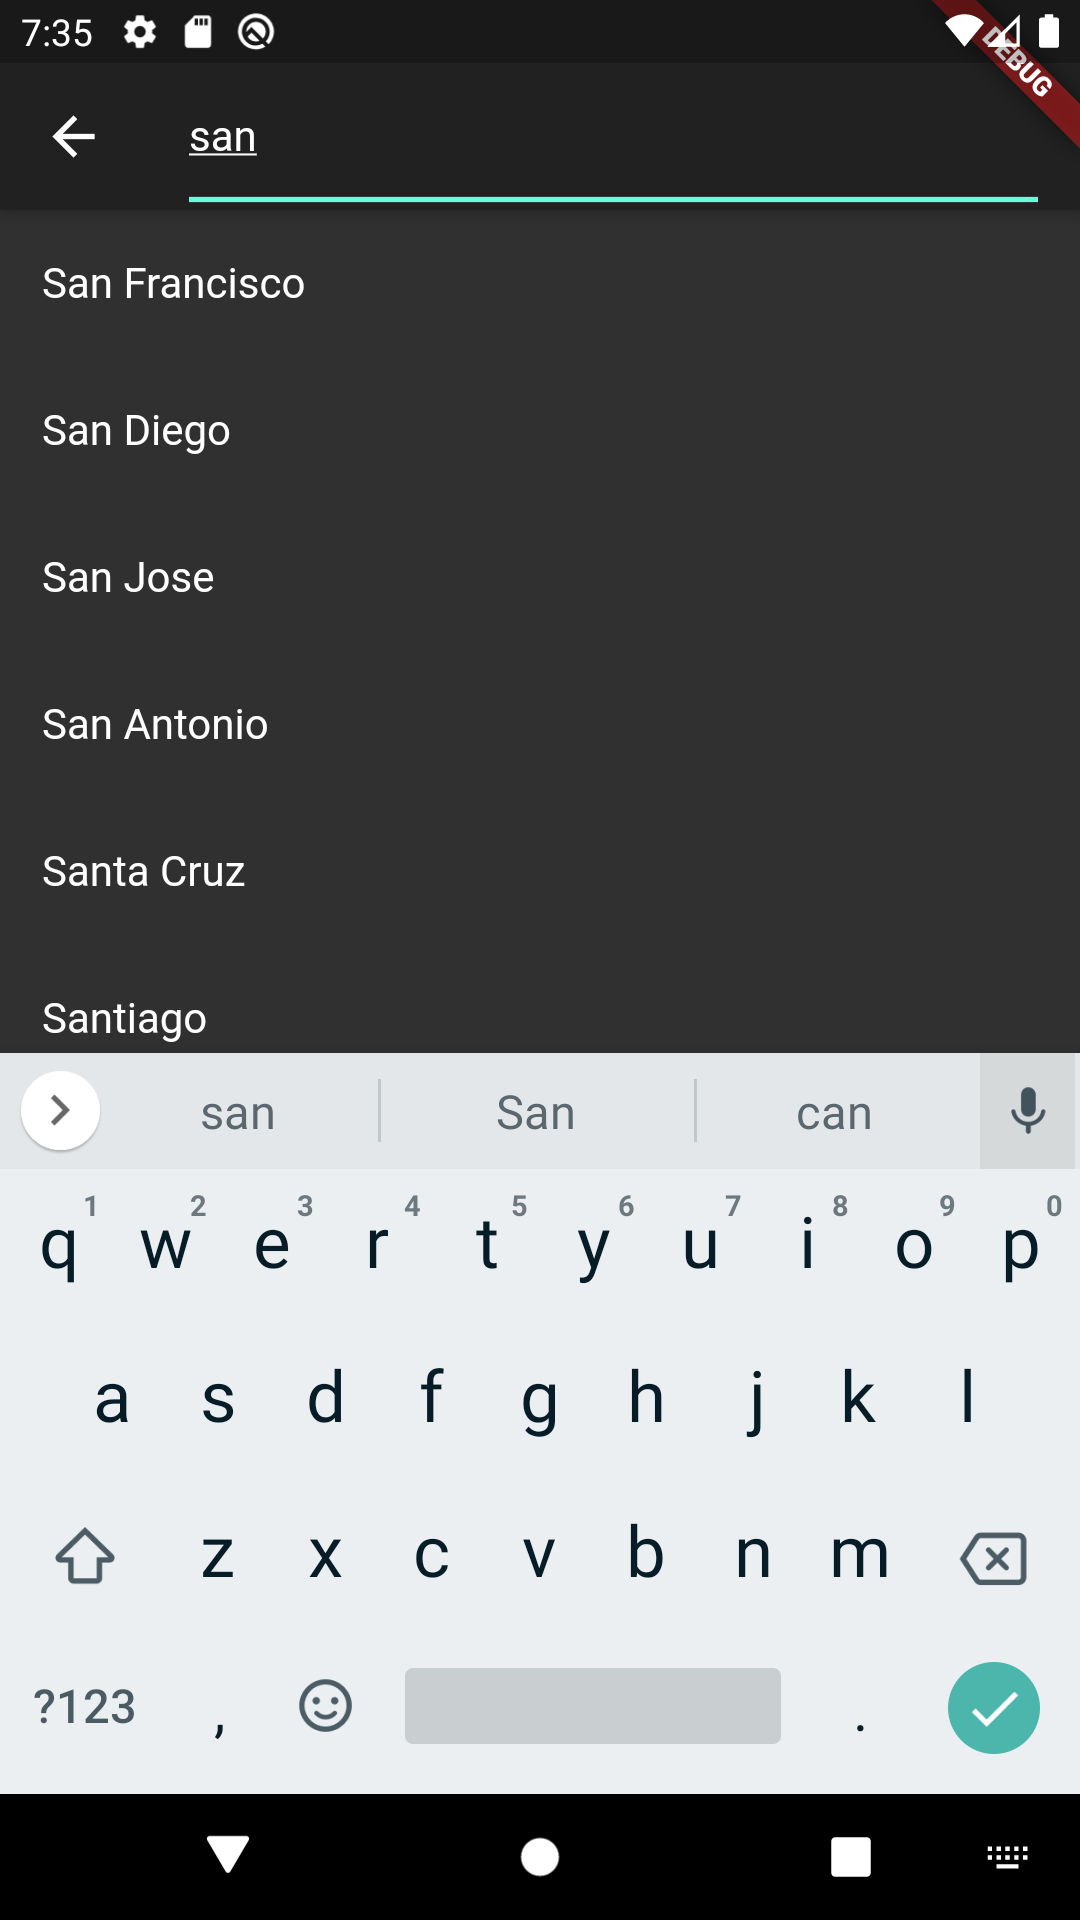 7:35
DEBUG
san
San Francisco
San Diego
San Jose
San Antonio
Santa Cruz
Santiago
san San can
1 2 3 4 5 6 7 8 9 0
q w e r t y u i o p
a s d f g h j k l
z x c v b n m
?123 , .